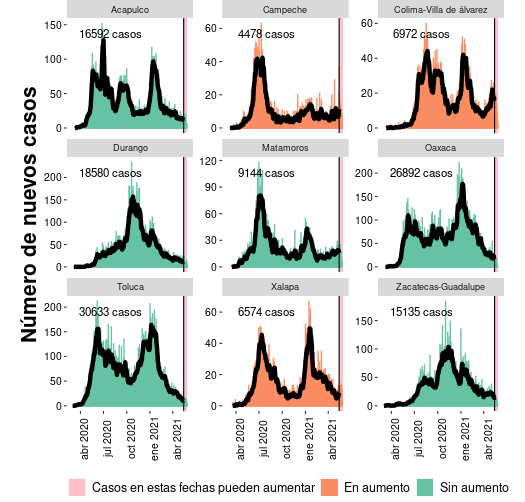 Número de nuevos casos
Acapulco
Campeche
Colima-Villa de álvarez
150
100
50
0
16592 casos
60
40
20
0
4478 casos
60
40
20
0
6972 casos
Durango
Matamoros
Oaxaca
200
150
100
50
0
18580 casos
120
90
60
30
0
9144 casos
200
150
100
50
0
26892 casos
Toluca
Xalapa
Zacatecas-Guadalupe
200
150
100
50
0
30633 casos
60
40
20
0
6574 casos
150
100
50
0
15135 casos
abr 2020
jul 2020
oct 2020
ene 2021
abr 2021
abr 2020
jul 2020
oct 2020
ene 2021
abr 2021
abr 2020
jul 2020
oct 2020
ene 2021
abr 2021
Casos en estas fechas pueden aumentar
En aumento
Sin aumento